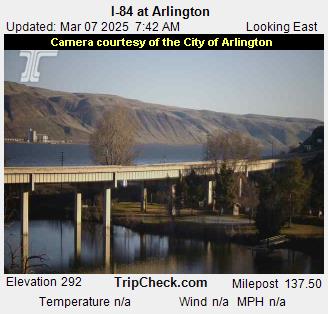 I-84 at Arlington
Updated: Mar 07 2025 7:42 AM Looking East
Camera courtesy of the City of Arlington
Elevation 292 TripCheck.com Milepost 137.50
Temperature n/a Wind n/a MPH n/a